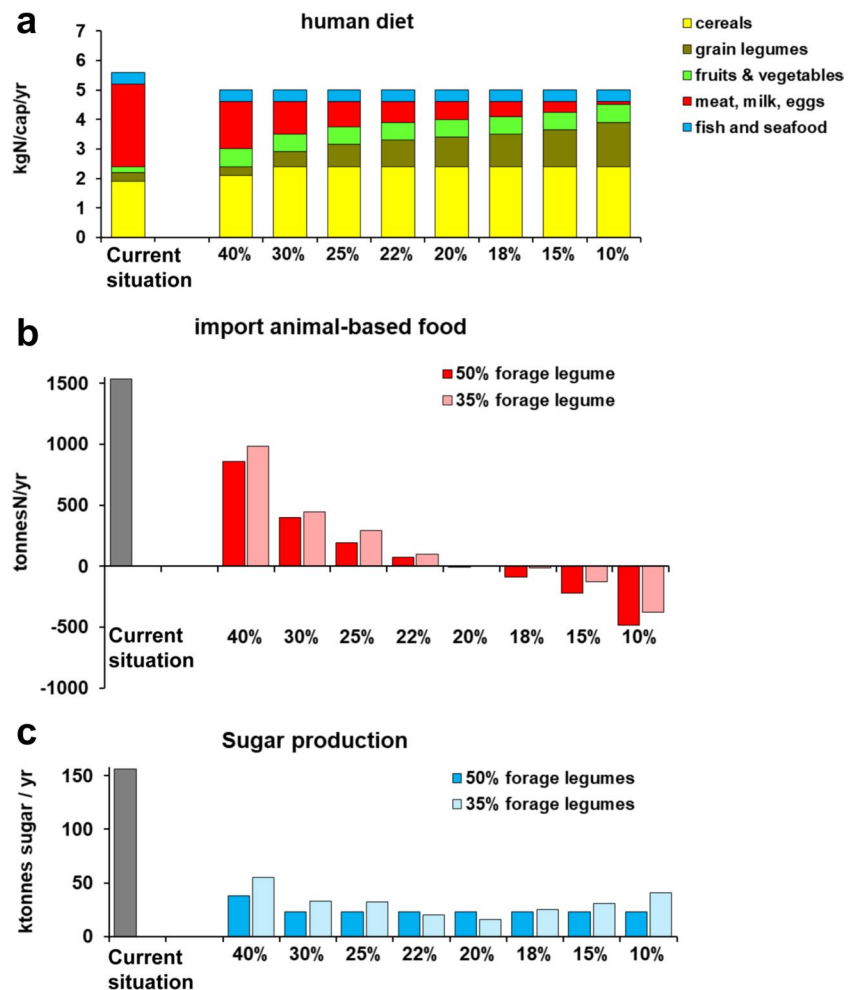 a
human diet
kgN/cap/yr
7
6
5
4
3
2
1
0
cereals
grain legumes
fruits & vegetables
meat, milk, eggs
fish and seafood
Current situation
40% 30% 25% 22% 20% 18% 15% 10%
b
import animal-based food
tonnesN/yr
1500
1000
500
0
-500
-1000
50% forage legume
35% forage legume
Current situation
40% 30% 25% 22% 20% 18% 15% 10%
c
Sugar production
ktonnes sugar / yr
150
100
50
0
50% forage legumes
35% forage legumes
Current situation
40% 30% 25% 22% 20% 18% 15% 10%